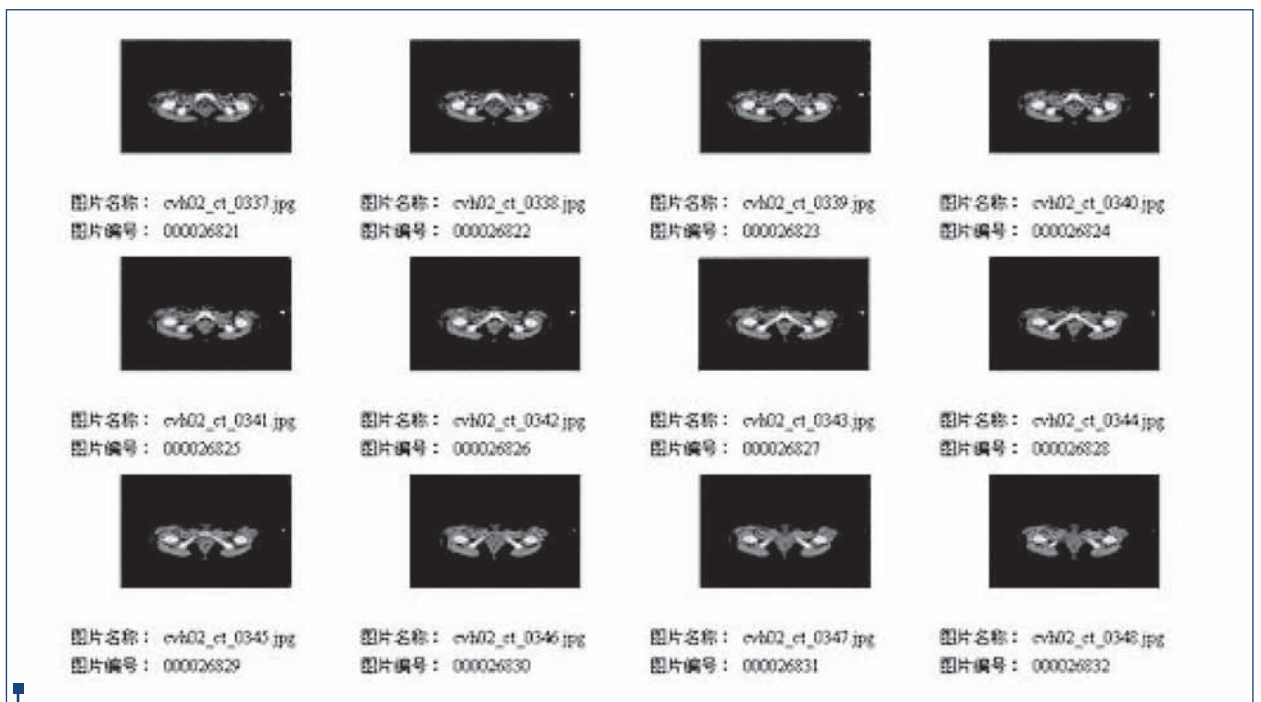 图片名称： cvh02_ct_0337.jpg
图片编号： 000026821
图片名称： cvh02_ct_0338.jpg
图片编号： 000026822
图片名称： cvh02_ct_0339.jpg
图片编号： 000026823
图片名称： cvh02_ct_0340.jpg
图片编号： 000026824
图片名称： cvh02_ct_0341.jpg
图片编号： 000026825
图片名称： cvh02_ct_0342.jpg
图片编号： 000026826
图片名称： cvh02_ct_0343.jpg
图片编号： 000026827
图片名称： cvh02_ct_0344.jpg
图片编号： 000026828
图片名称： cvh02_ct_0345.jpg
图片编号： 000026829
图片名称： cvh02_ct_0346.jpg
图片编号： 000026830
图片名称： cvh02_ct_0347.jpg
图片编号： 000026831
图片名称： cvh02_ct_0348.jpg
图片编号： 000026832